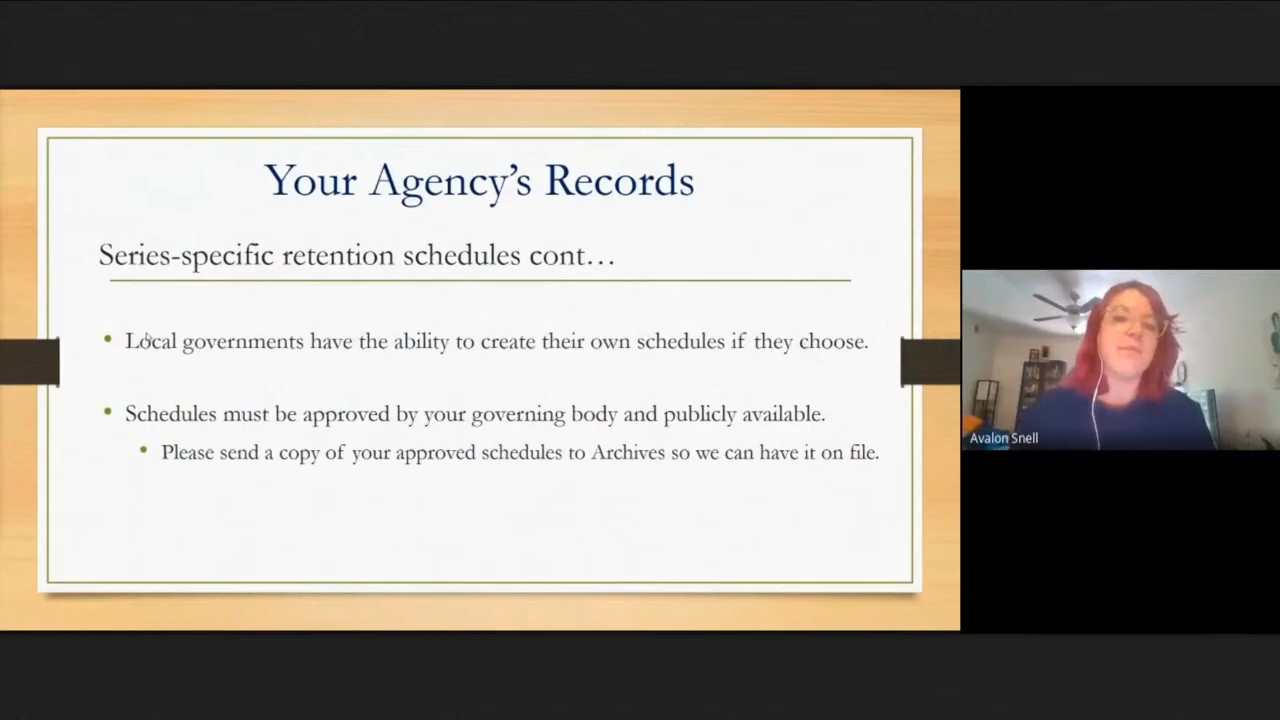 Your Agency’s Records
Series-specific retention schedules cont…
Local governments have the ability to create their own schedules if they choose.
Schedules must be approved by your governing body and publicly available.
Please send a copy of your approved schedules to Archives so we can have it on file.
Avalon Snell